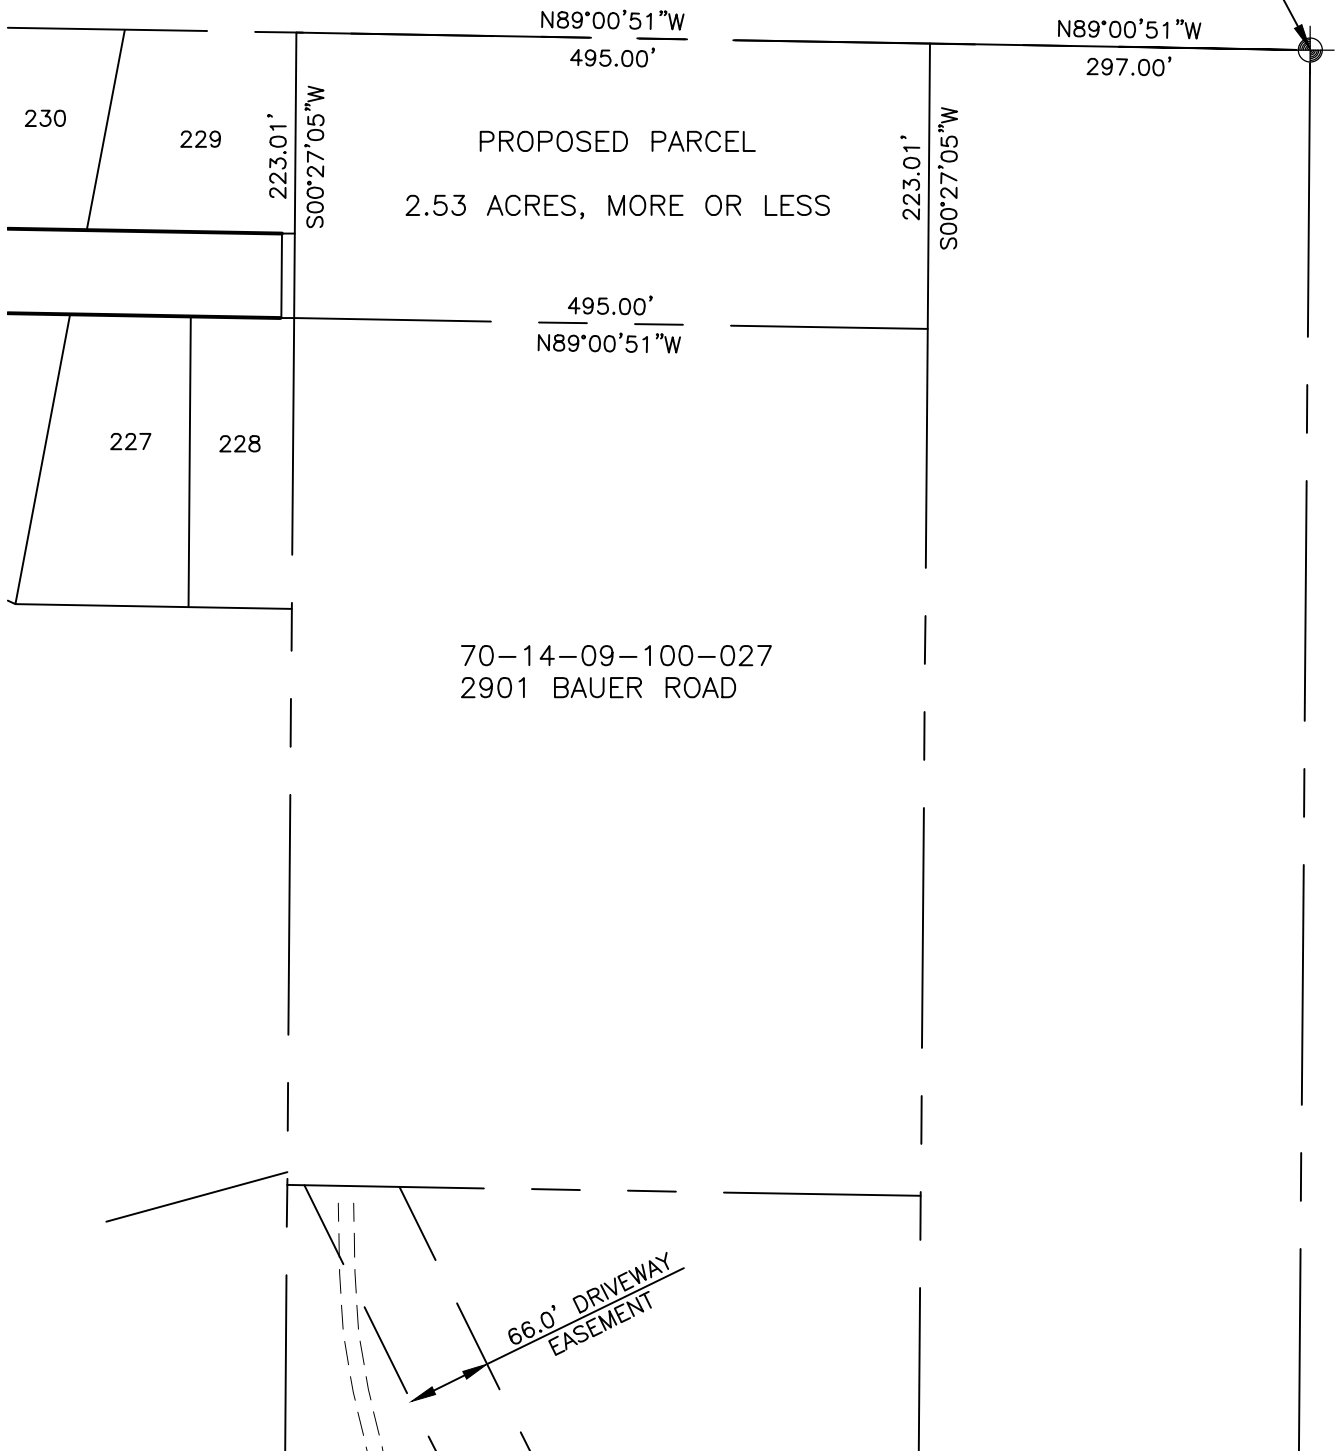 N89°00'51"W
495.00'
N89°00'51"W
297.00'
230
229
223.01'
S00°27'05"W
PROPOSED PARCEL
2.53 ACRES, MORE OR LESS
223.01'
S00°27'05"W
495.00'
N89°00'51"W
227
228
70-14-09-100-027
2901 BAUER ROAD
66.0' DRIVEWAY
EASEMENT